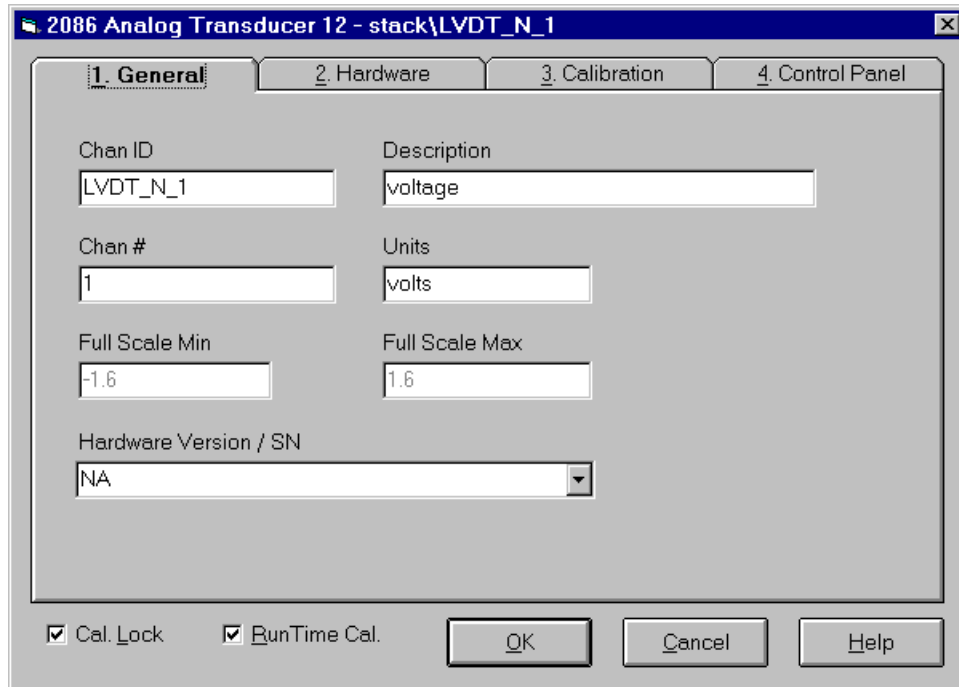 2086 Analog Transducer 12 - stack\LVDT_N_1
1. General 2. Hardware 3. Calibration 4. Control Panel
Chan ID Description
LVDT_N_1 voltage
Chan # Units
1 volts
Full Scale Min Full Scale Max
-1.6 1.6
Hardware Version / SN
NA
Cal. Lock RunTime Cal. OK Cancel Help